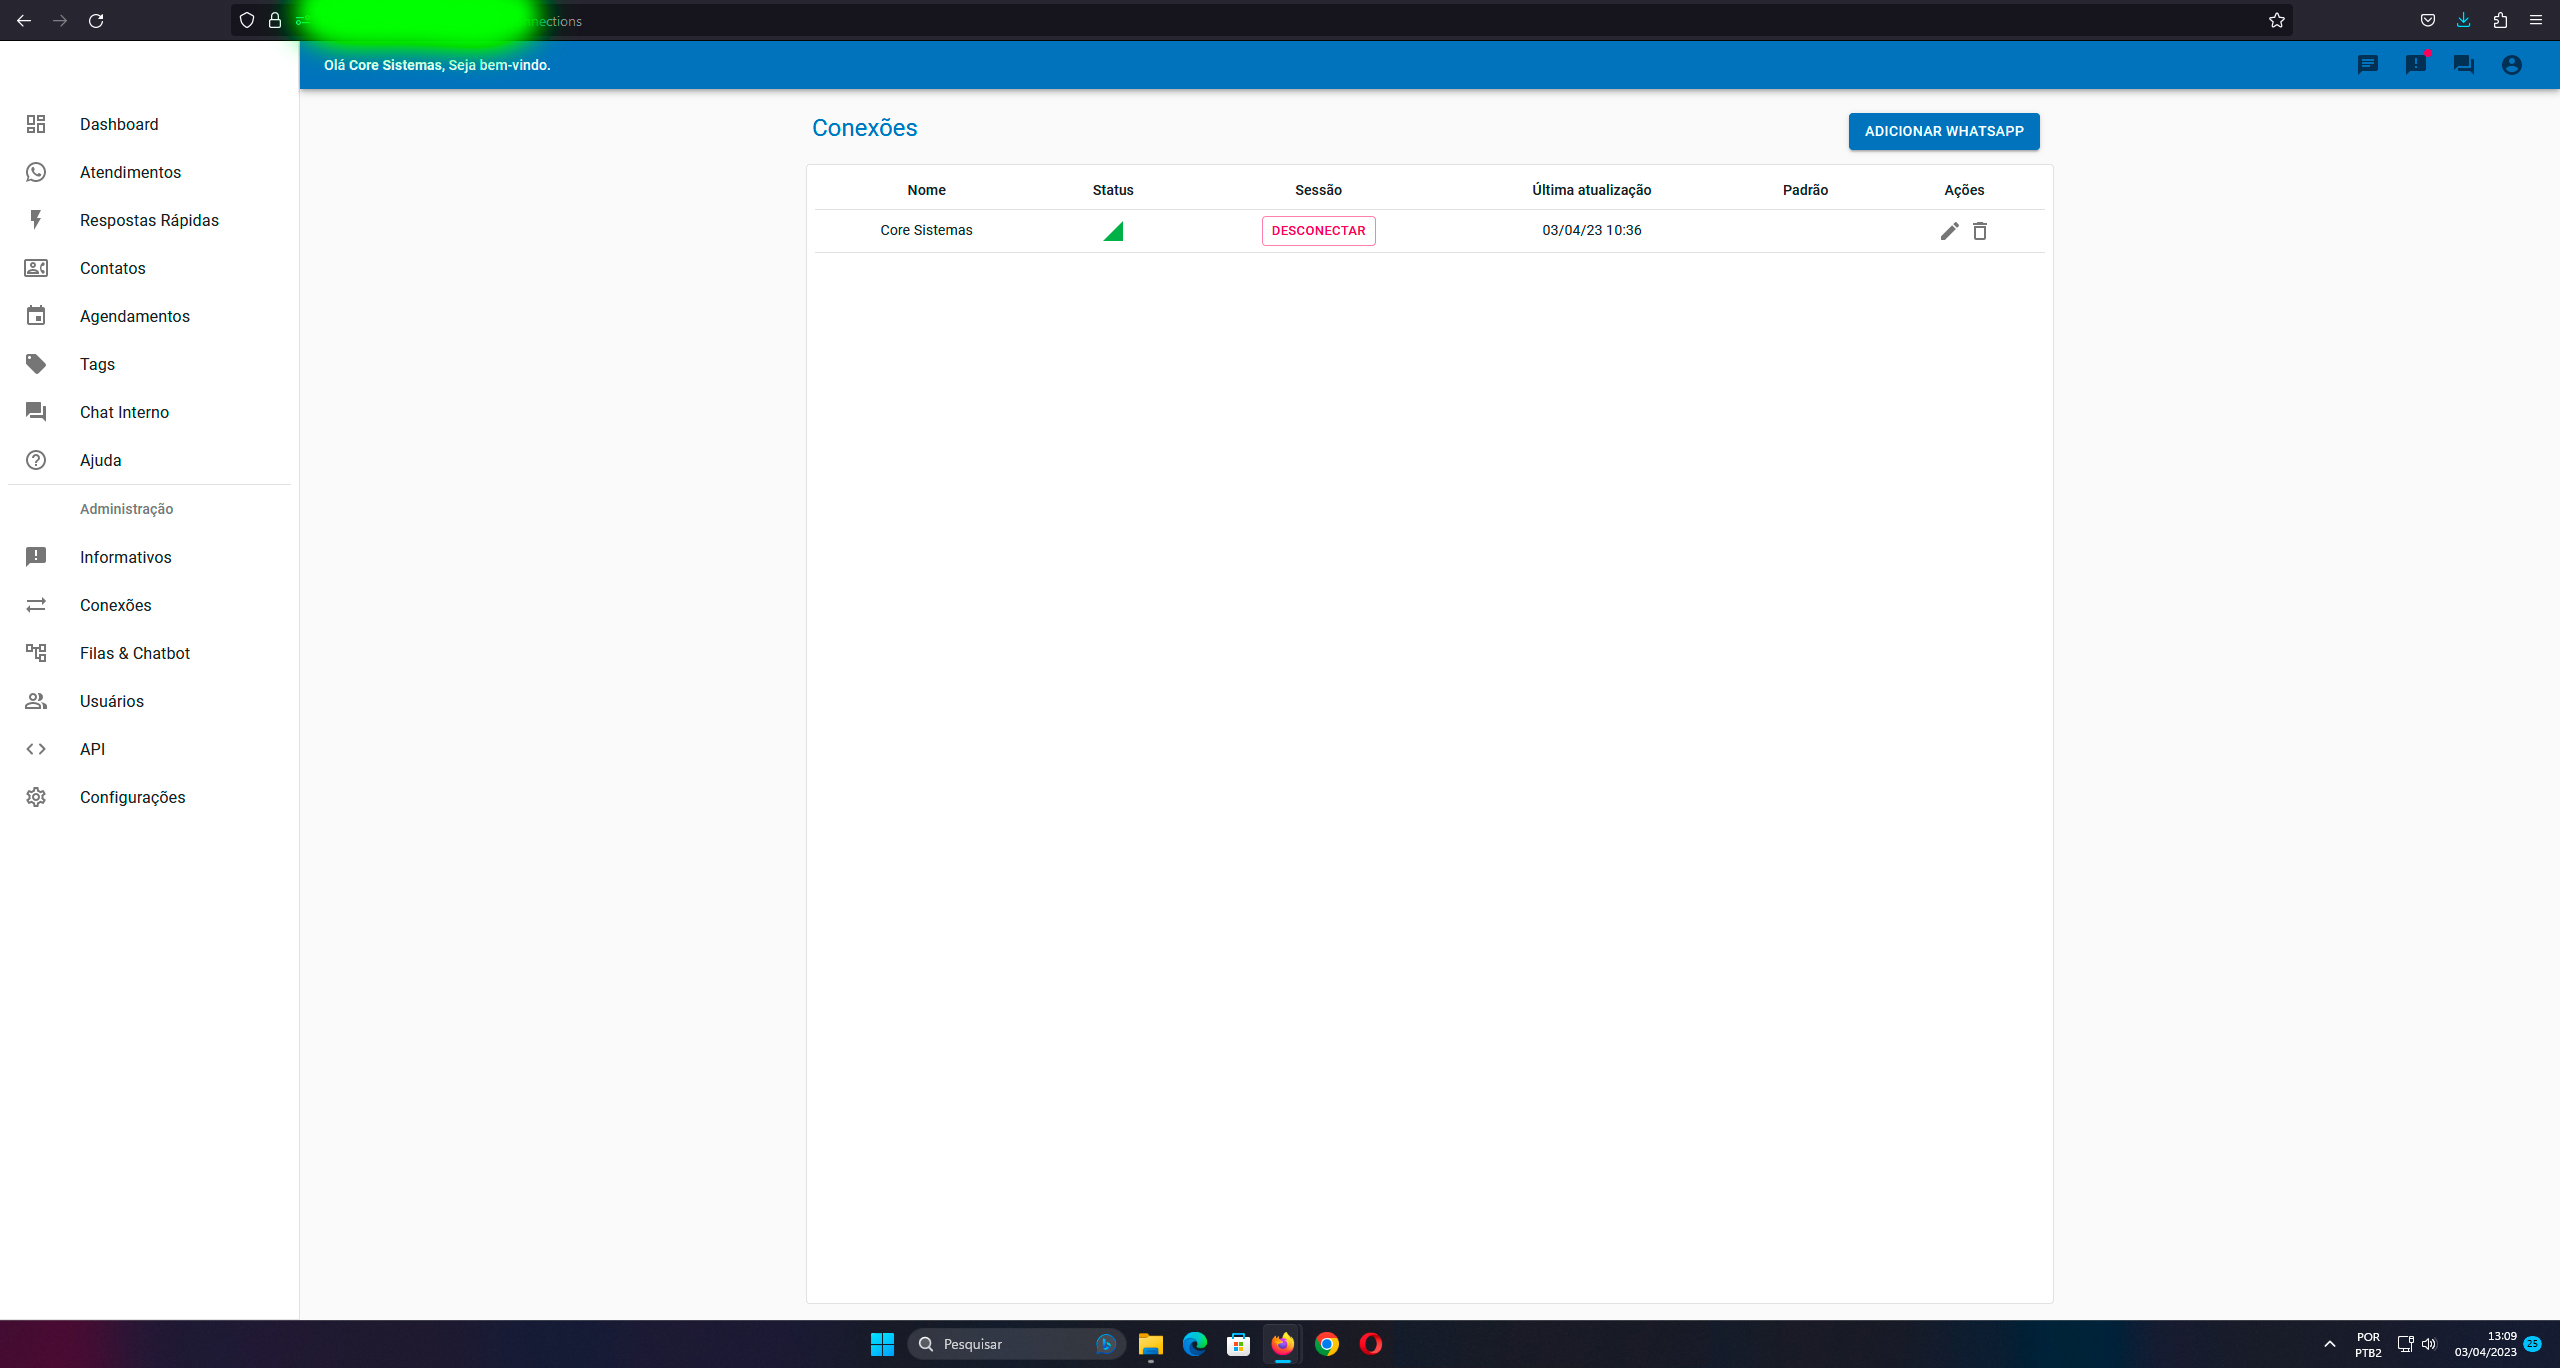 nections
Olá Core Sistemas, Seja bem-vindo.
Dashboard
Atendimentos
Respostas Rápidas
Contatos
Agendamentos
Tags
Chat Interno
Ajuda
Administração
Informativos
Conexões
Filas & Chatbot
Usuários
API
Configurações
Conexões
ADICIONAR WHATSAPP
Nome Status Sessão Última atualização Padrão Ações
Core Sistemas DESCONECTAR 03/04/23 10:36
Pesquisar
POR
PTB2
13:09
03/04/2023
25